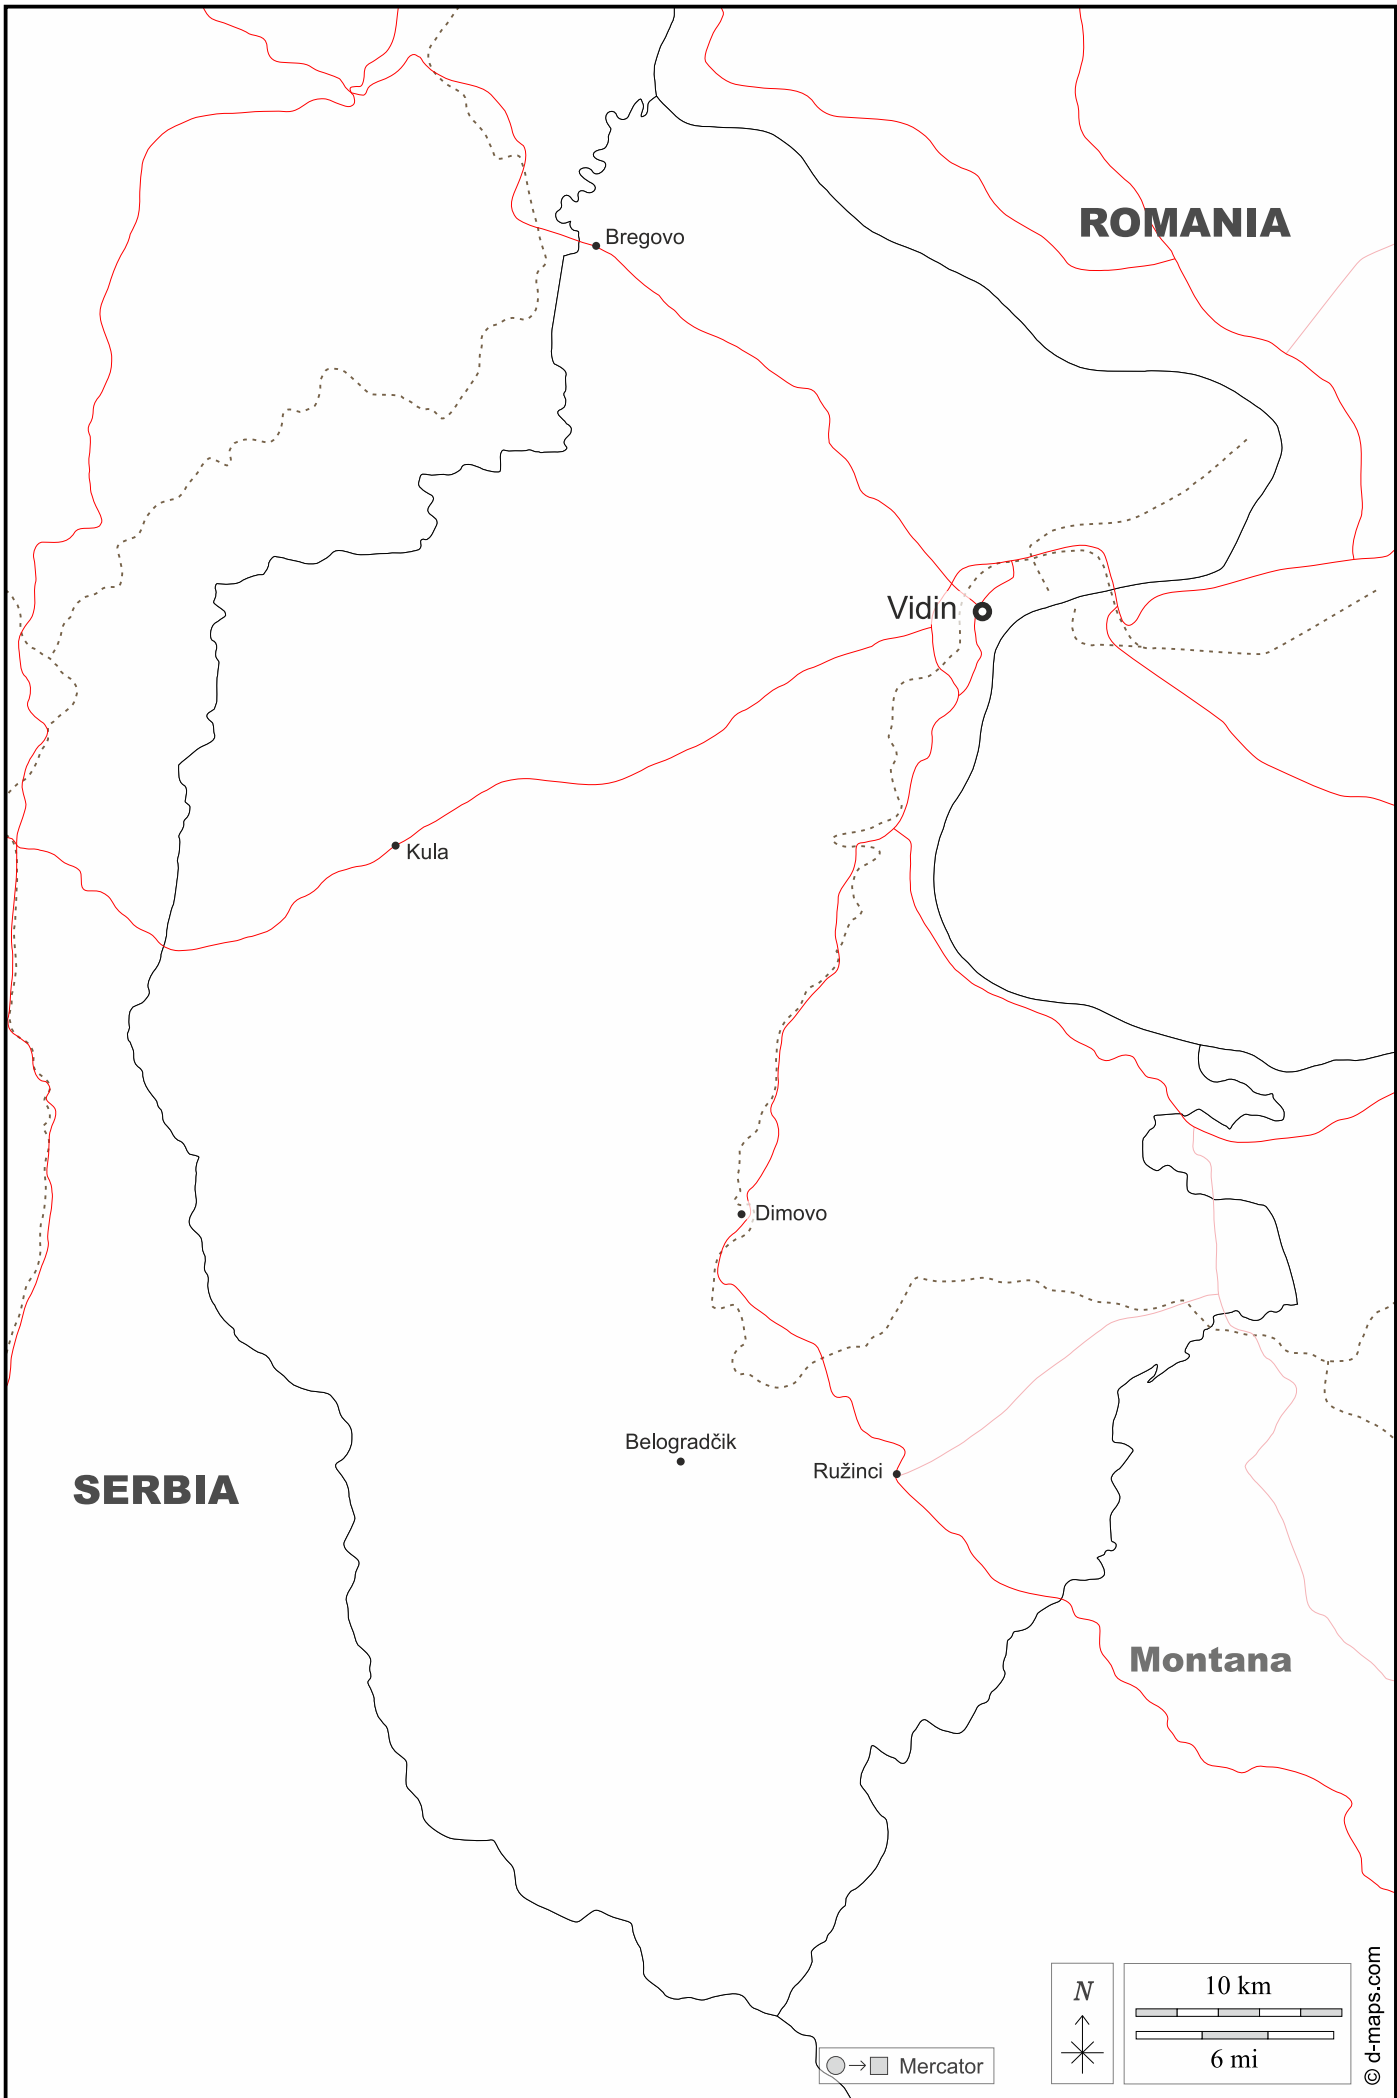 ROMANIA
Bregovo
Vidin
Kula
Dimovo
Belogradčik
Ružinci
SERBIA
Montana
N
10 km
6 mi
Mercator
© d-maps.com